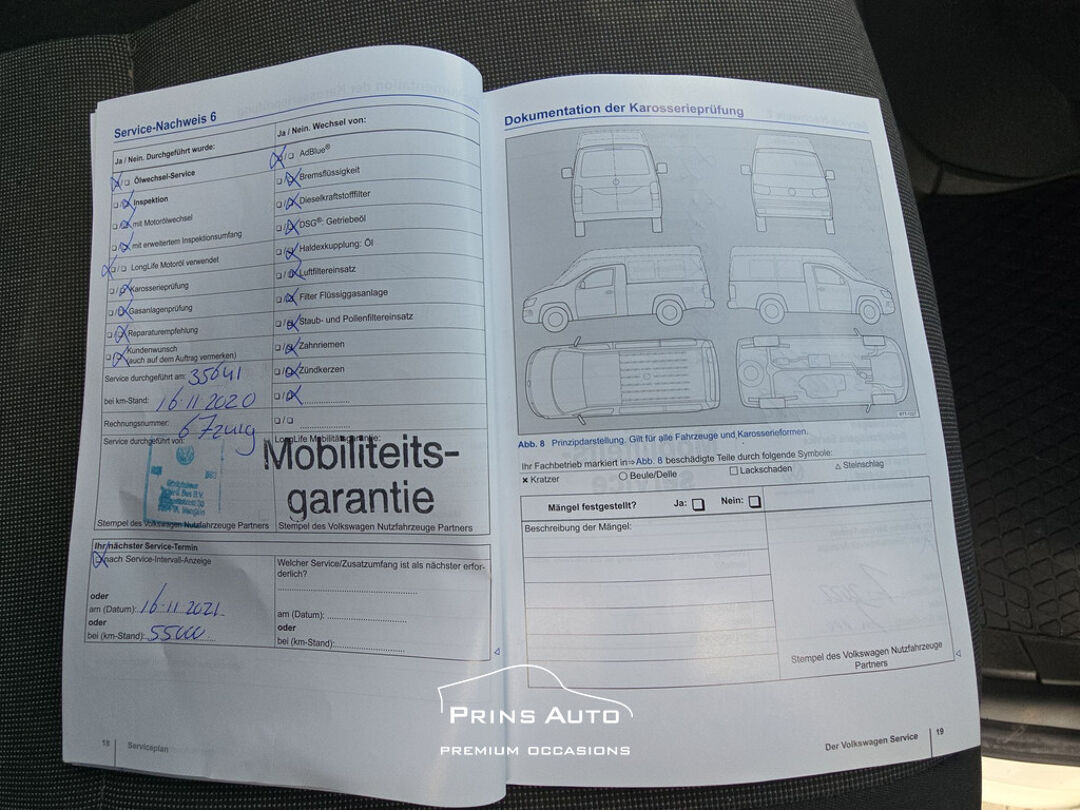 Service-Nachweis 6
Ja / Nein. Durchgeführt wurde:
Ölwechsel-Service
Inspektion
mit Motorölwechsel
mit erweitertem Inspektionsumfang
LongLife Motoröl verwendet
Karosserieprüfung
Gasanlagenprüfung
Reparaturempfehlung
Kundenwunsch
(auch auf dem Auftrag vermerken)
Service durchgeführt am: 35641
bei km-Stand: 16-11-2020
Rechnungsnummer:
Service durchgeführt von:
Stempel des Volkswagen Nutzfahrzeuge Partners
Ja / Nein. Wechsel von:
AdBlue®
Bremsflüssigkeit
Dieselkraftstofffilter
DSG®: Getriebeöl
Haldexkupplung: Öl
Luftfiltereinsatz
Filter Flüssiggasanlage
Staub- und Pollenfiltereinsatz
Zahnriemen
Zündkerzen
LongLife Mobilitätsgarantie:
Mobiliteits-
garantie
Stempel des Volkswagen Nutzfahrzeuge Partners
Ihr nächster Service-Termin
nach Service-Intervall-Anzeige
oder
am (Datum): 16-11-2021
oder
bei (km-Stand): 55000
Welcher Service/Zusatzumfang ist als nächster erfor-
derlich?
am (Datum):
oder
bei (km-Stand):
18 Serviceplan
Dokumentation der Karosserieprüfung
Abb. 8 Prinzipdarstellung. Gilt für alle Fahrzeuge und Karosserieformen.
Ihr Fachbetrieb markiert in ⇒ Abb. 8 beschädigte Teile durch folgende Symbole:
× Kratzer ○ Beule/Delle □ Lackschaden △ Steinschlag
Mängel festgestellt? Ja: Nein:
Beschreibung der Mängel:
Stempel des Volkswagen Nutzfahrzeuge
Partners
Der Volkswagen Service 19
PRINS AUTO
PREMIUM OCCASIONS